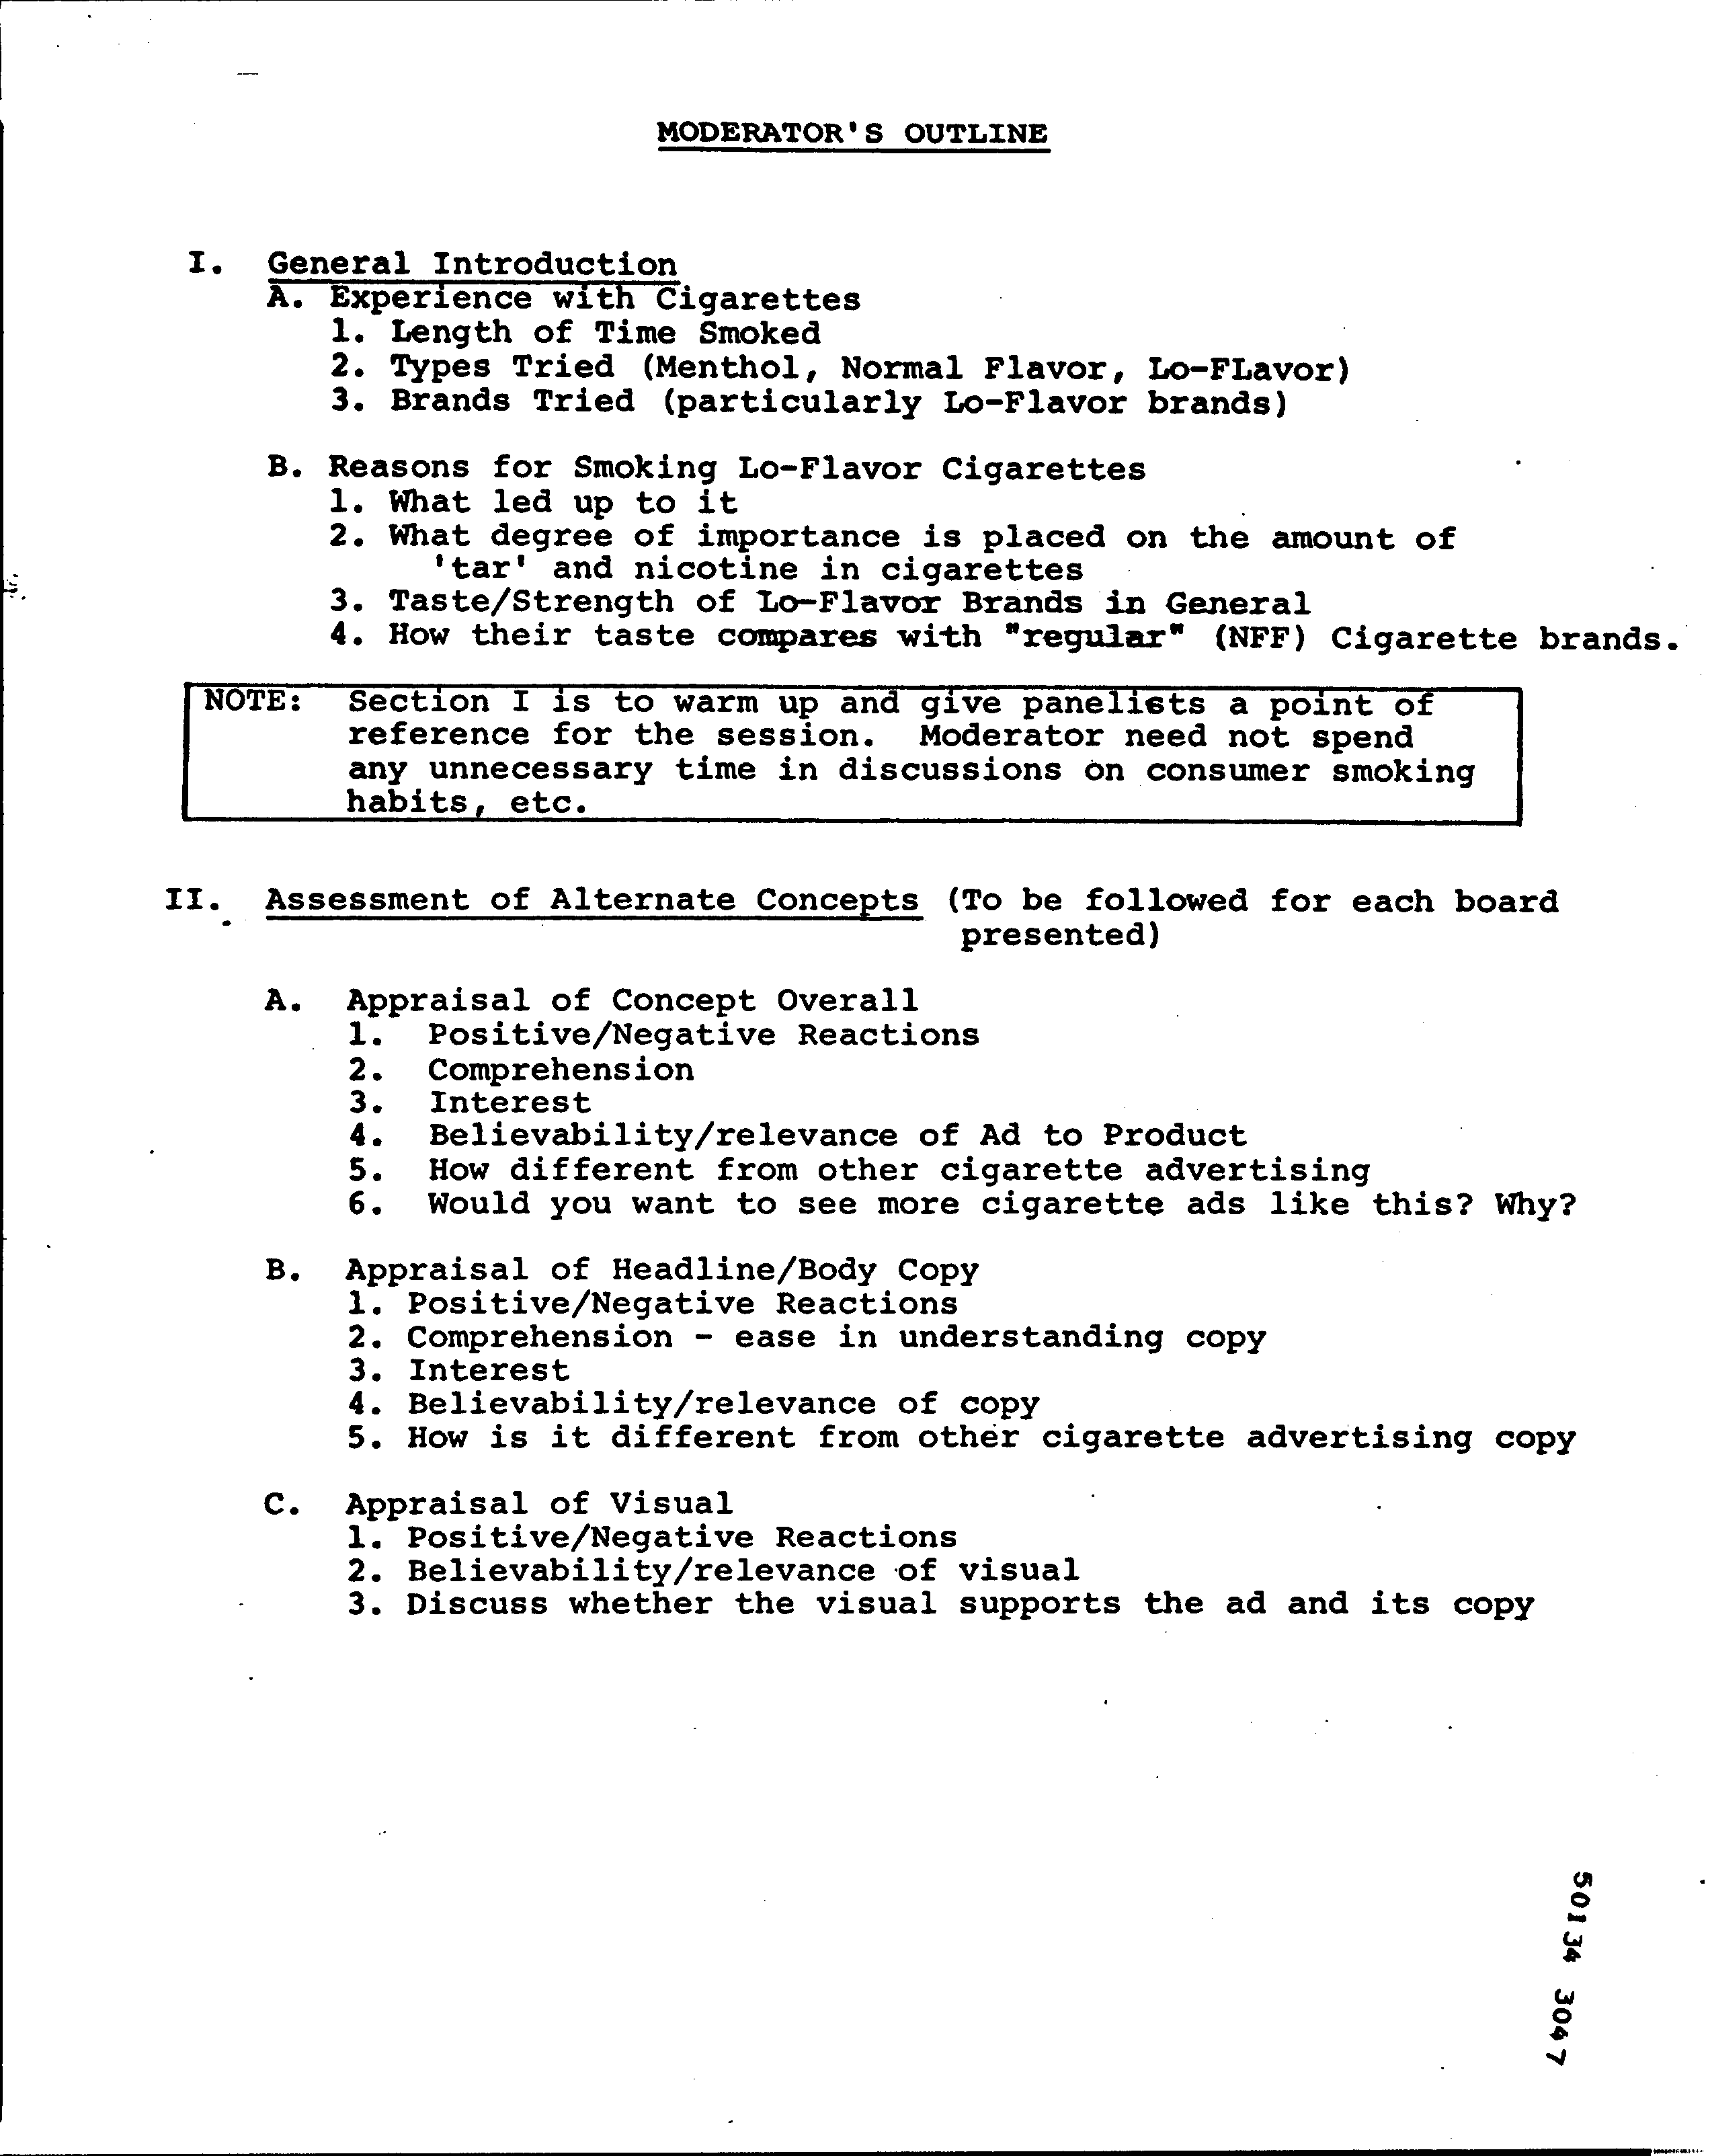 MODERATOR'S OUTLINE
I. General Introduction
A. Experience with Cigarettes
1. Length of Time Smoked
2. Types Tried (Menthol, Normal Flavor, Lo-FLavor)
3. Brands Tried (particularly Lo-Flavor brands)
B. Reasons for Smoking Lo-Flavor Cigarettes
1. What led up to it
2. What degree of importance is placed on the amount of
'tar' and nicotine in cigarettes
3. Taste/Strength of Lo-Flavor Brands in General
4. How their taste compares with "regular" (NFF) Cigarette brands.
NOTE: Section I is to warm up and give panelists a point of
reference for the session. Moderator need not spend
any unnecessary time in discussions on consumer smoking
habits, etc.
II. Assessment of Alternate Concepts (To be followed for each board
presented)
A. Appraisal of Concept Overall
1. Positive/Negative Reactions
2. Comprehension
3. Interest
4. Believability/relevance of Ad to Product
5. How different from other cigarette advertising
6. Would you want to see more cigarette ads like this? Why?
B. Appraisal of Headline/Body Copy
1. Positive/Negative Reactions
2. Comprehension - ease in understanding copy
3. Interest
4. Believability/relevance of copy
5. How is it different from other cigarette advertising copy
C. Appraisal of Visual
1. Positive/Negative Reactions
2. Believability/relevance of visual
3. Discuss whether the visual supports the ad and its copy
50134 3047